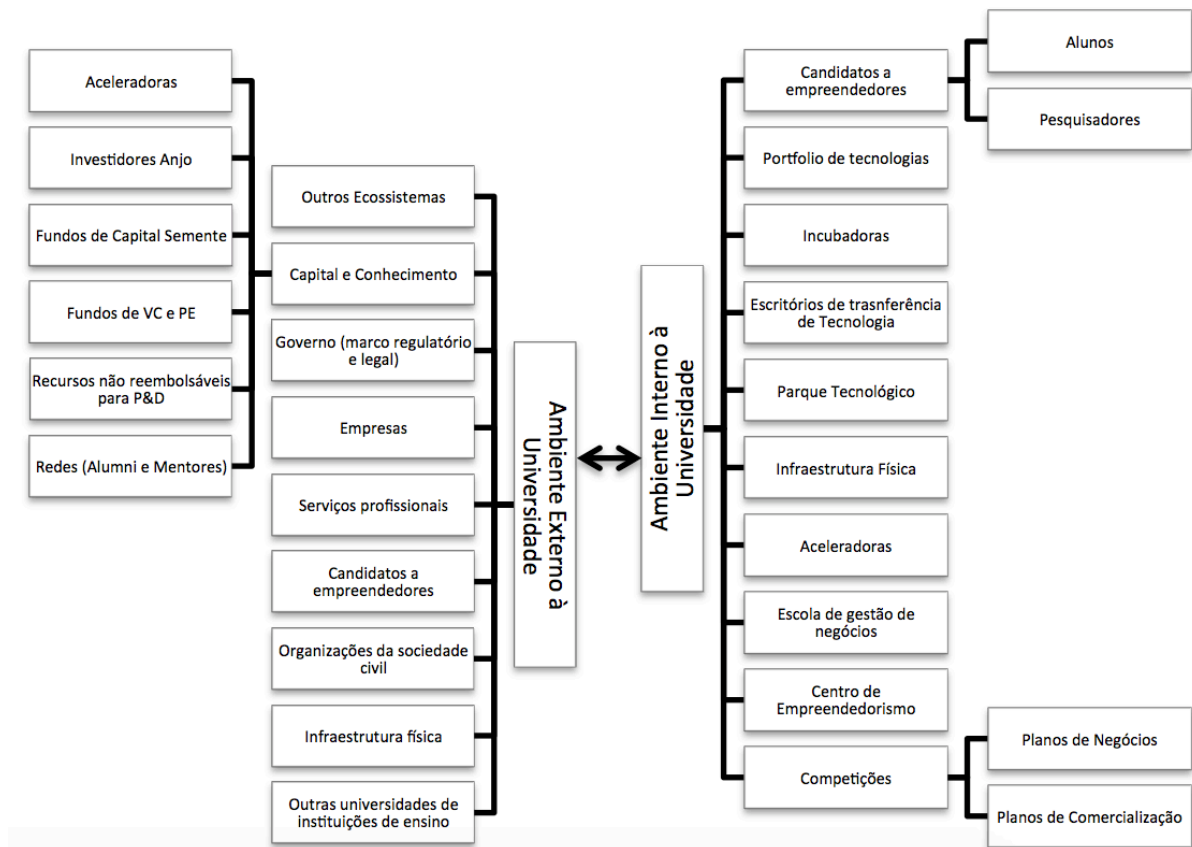 Aceleradoras
Investidores Anjo
Fundos de Capital Semente
Fundos de VC e PE
Recursos não reembolsáveis
para P&D
Redes (Alumni e Mentores)
Outros Ecossistemas
Capital e Conhecimento
Governo (marco regulatório
e legal)
Empresas
Serviços profissionais
Candidatos a
empreendedores
Organizações da sociedade
civil
Infraestrutura física
Outras universidades de
instituições de ensino
Ambiente Externo à
Universidade
Ambiente Interno à
Universidade
Candidatos a
empreendedores
Portfolio de tecnologias
Incubadoras
Escritórios de trasnferência
de Tecnologia
Parque Tecnológico
Infraestrutura Física
Aceleradoras
Escola de gestão de
negócios
Centro de
Empreendedorismo
Competições
Alunos
Pesquisadores
Planos de Negócios
Planos de Comercialização